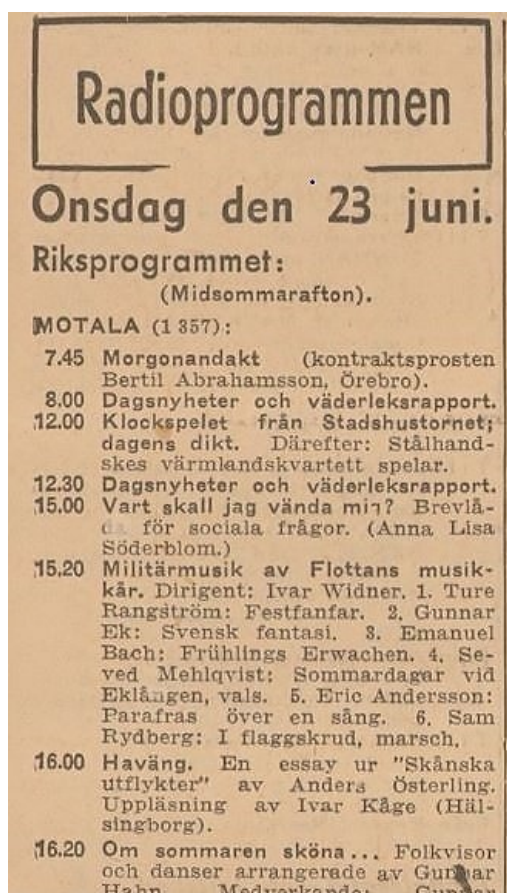 Radioprogrammen
Onsdag den 23 juni.
Riksprogrammet:
(Midsommarafton).
MOTALA (1 357):
7.45 Morgonandakt (kontraktsprosten
Bertil Abrahamsson, Örebro).
8.00 Dagsnyheter och väderleksrapport.
12.00 Klockspelet från Stadshustornet;
dagens dikt. Därefter: Stålhand-
skes värmlandskvartett spelar.
12.30 Dagsnyheter och väderleksrapport.
15.00 Vart skall jag vända mig? Brevlå-
da för sociala frågor. (Anna Lisa
Söderblom.)
15.20 Militärmusik av Flottans musik-
kår. Dirigent: Ivar Widner. 1. Ture
Rangström: Festfanfar. 2. Gunnar
Ek: Svensk fantasi. 3. Emanuel
Bach: Frühlings Erwachen. 4. Se-
ved Mehlqvist: Sommardagar vid
Eklången, vals. 5. Eric Andersson:
Parafras över en sång. 6. Sam
Rydberg: I flaggskrud, marsch.
16.00 Haväng. En essay ur "Skånska
utflykter" av Anders Österling.
Uppläsning av Ivar Kåge (Häl-
singborg).
16.20 Om sommaren sköna... Folkvisor
och danser arrangerade av Gunnar
Hahn. Medverkande: Gunnar